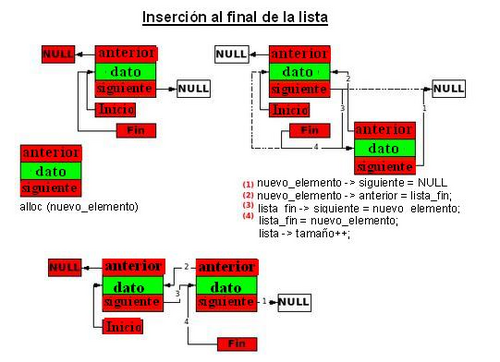 Inserción al final de la lista
NULL
anterior
dato
siguiente
NULL
Inicio
Fin
NULL
anterior
dato
siguiente
NULL
Inicio
Fin
anterior
dato
siguiente
2
3
1
4
anterior
dato
siguiente
alloc (nuevo_elemento)
(1) nuevo_elemento -> siguiente = NULL
(2) nuevo_elemento -> anterior = lista_fin;
(3) lista_fin -> siguiente = nuevo_elemento;
(4) lista_fin = nuevo_elemento;
lista -> tamaño++;
NULL
anterior
dato
siguiente
Inicio
2
3
4
anterior
dato
siguiente
1
NULL
Fin